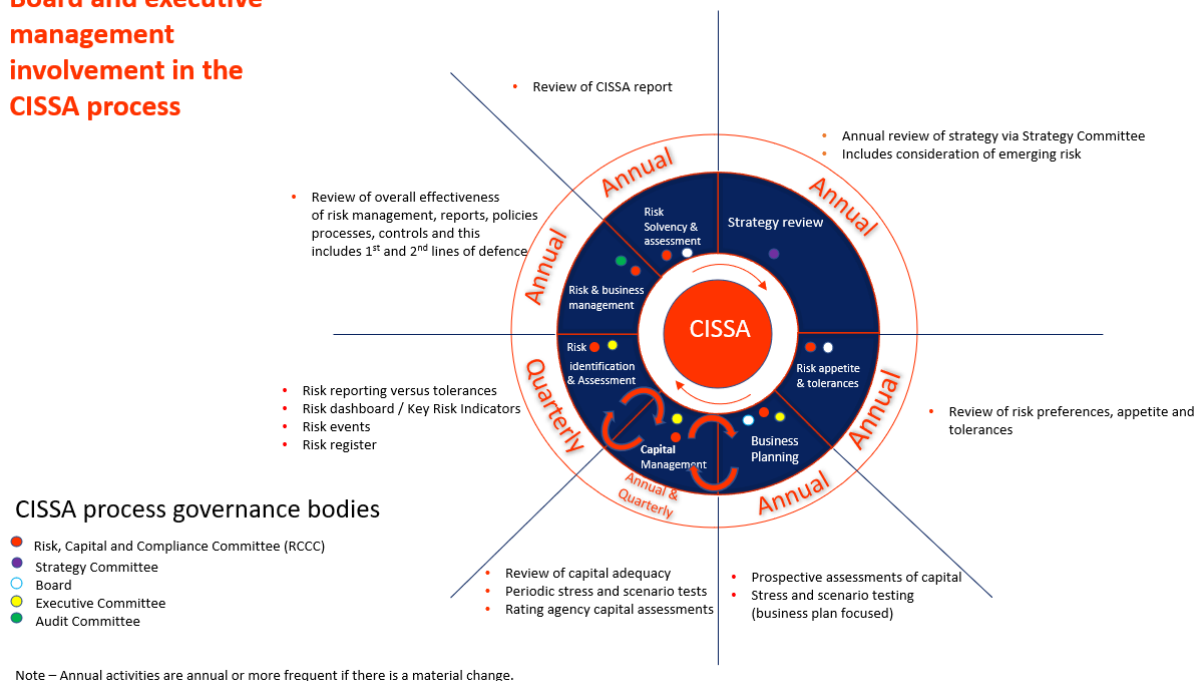 Board and executive
management
involvement in the
CISSA process
• Review of CISSA report
• Annual review of strategy via Strategy Committee
• Includes consideration of emerging risk
• Review of overall effectiveness
of risk management, reports, policies
processes, controls and this
includes 1st and 2nd lines of defence
Annual
Annual
Annual
Risk
Solvency &
assessment
Strategy review
Risk & business
management
CISSA
Risk
identification
& Assessment
Risk appetite
& tolerances
Quarterly
Annual
• Risk reporting versus tolerances
• Risk dashboard / Key Risk Indicators
• Risk events
• Risk register
• Review of risk preferences, appetite and
tolerances
Capital
Management
Business
Planning
Annual &
Quarterly
Annual
CISSA process governance bodies
Risk, Capital and Compliance Committee (RCCC)
Strategy Committee
Board
Executive Committee
Audit Committee
• Review of capital adequacy
• Periodic stress and scenario tests
• Rating agency capital assessments
• Prospective assessments of capital
• Stress and scenario testing
(business plan focused)
Note – Annual activities are annual or more frequent if there is a material change.